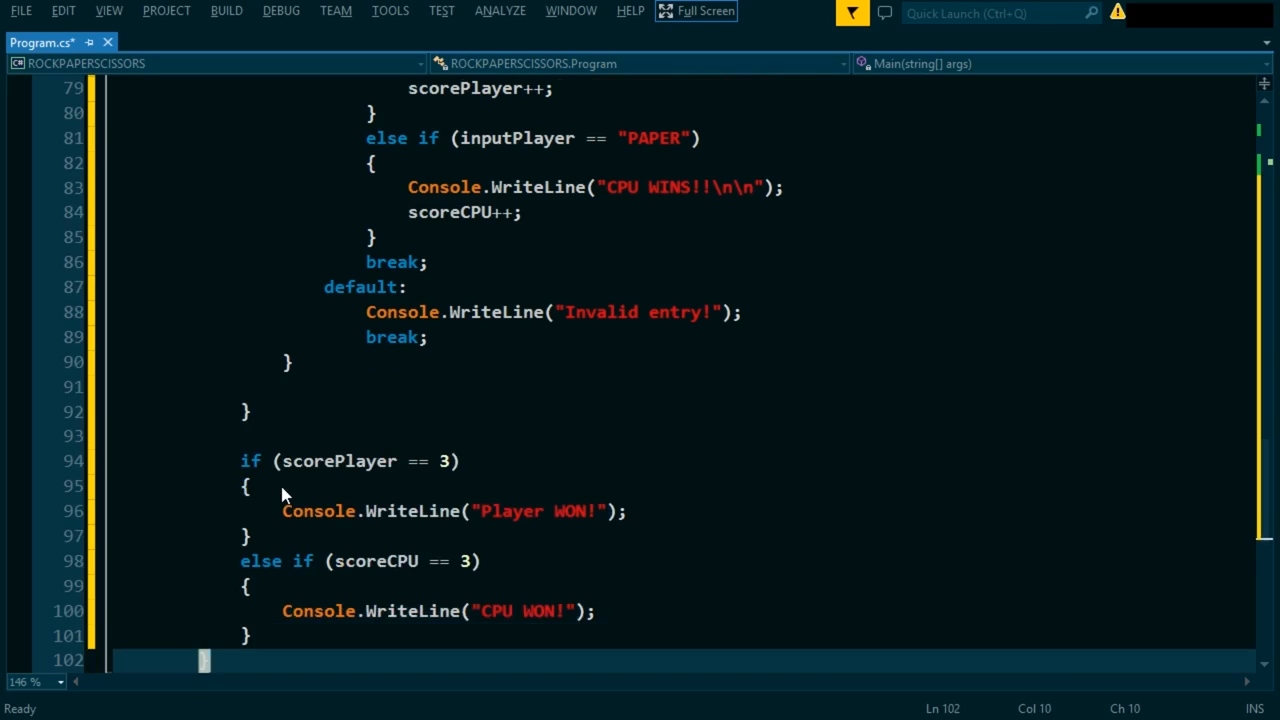 FILE EDIT VIEW PROJECT BUILD DEBUG TEAM TOOLS TEST ANALYZE WINDOW HELP Full Screen Quick Launch (Ctrl+Q)
Program.cs*
C# ROCKPAPERSCISSORS ROCKPAPERSCISSORS.Program Main(string[] args)
79 scorePlayer++;
80 }
81 else if (inputPlayer == "PAPER")
82 {
83 Console.WriteLine("CPU WINS!!\n\n");
84 scoreCPU++;
85 }
86 break;
87 default:
88 Console.WriteLine("Invalid entry!");
89 break;
90 }
91
92 }
93
94 if (scorePlayer == 3)
95 {
96 Console.WriteLine("Player WON!");
97 }
98 else if (scoreCPU == 3)
99 {
100 Console.WriteLine("CPU WON!");
101 }
102 }
146 %
Ready Ln 102 Col 10 Ch 10 INS